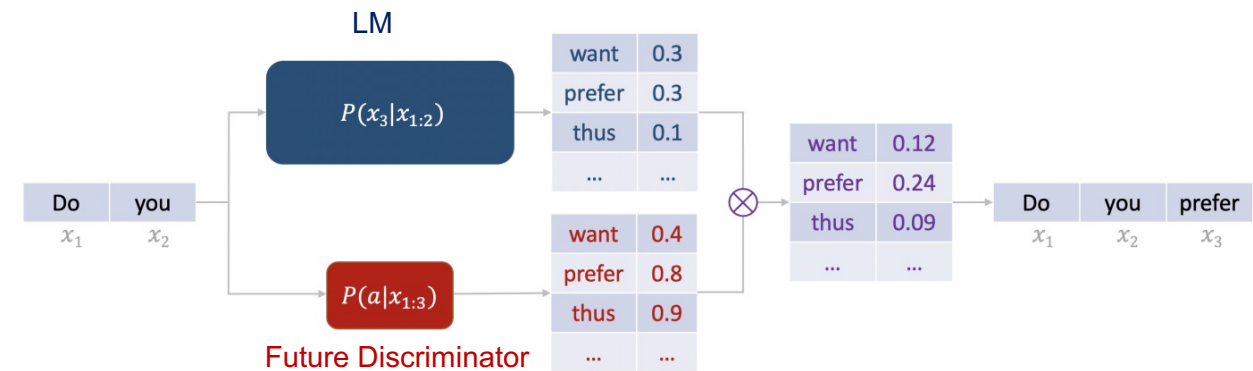 LM
P(x₃|x₁:₂)
want 0.3
prefer 0.3
thus 0.1
... ...
Do you
x₁ x₂
P(a|x₁:₃)
Future Discriminator
want 0.4
prefer 0.8
thus 0.9
... ...
⊗
want 0.12
prefer 0.24
thus 0.09
... ...
Do you prefer
x₁ x₂ x₃